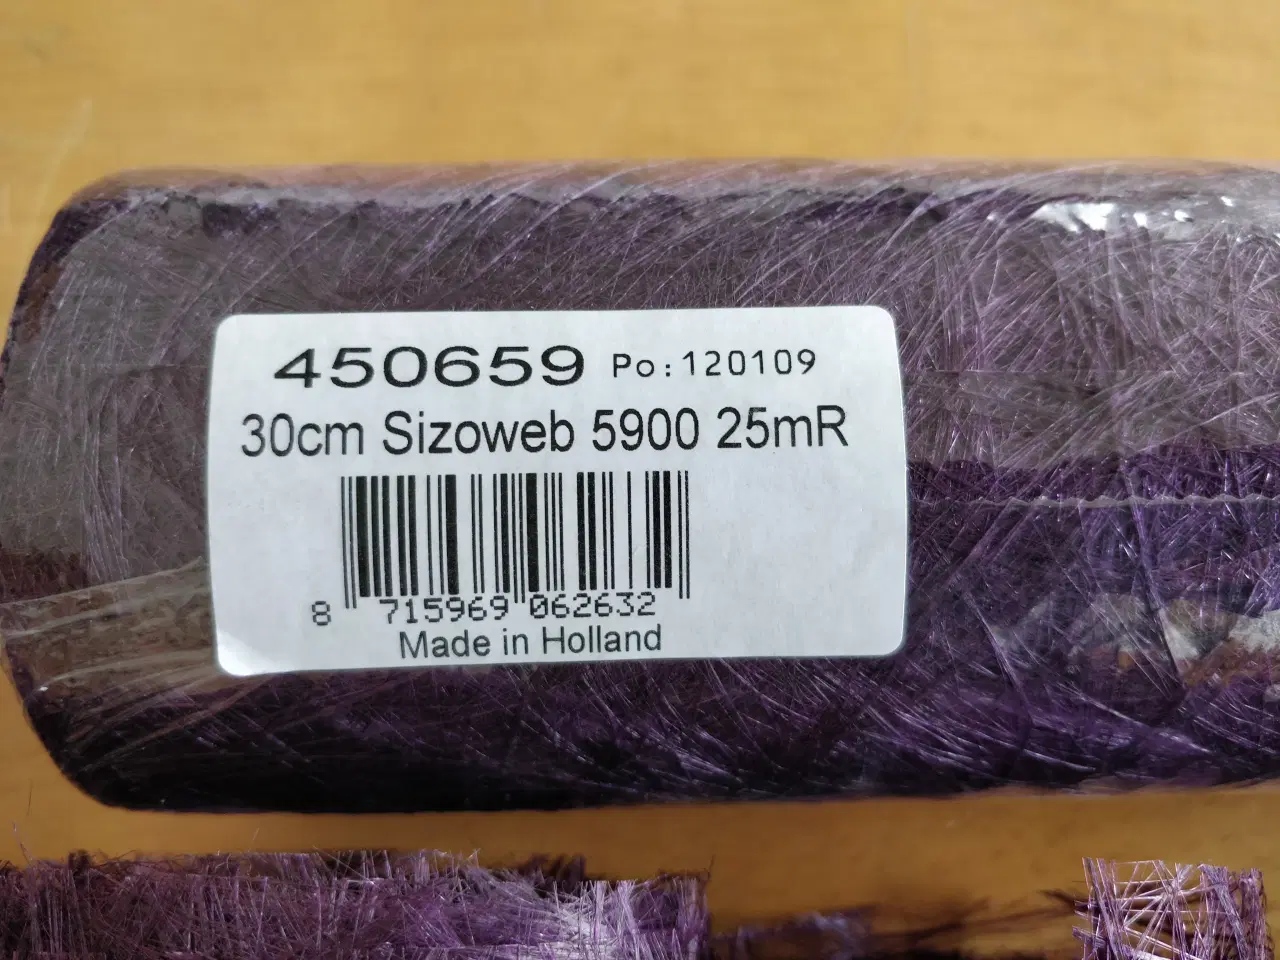 450659 Po:120109
30cm Sizoweb 5900 25mR
8 715969 062632
Made in Holland